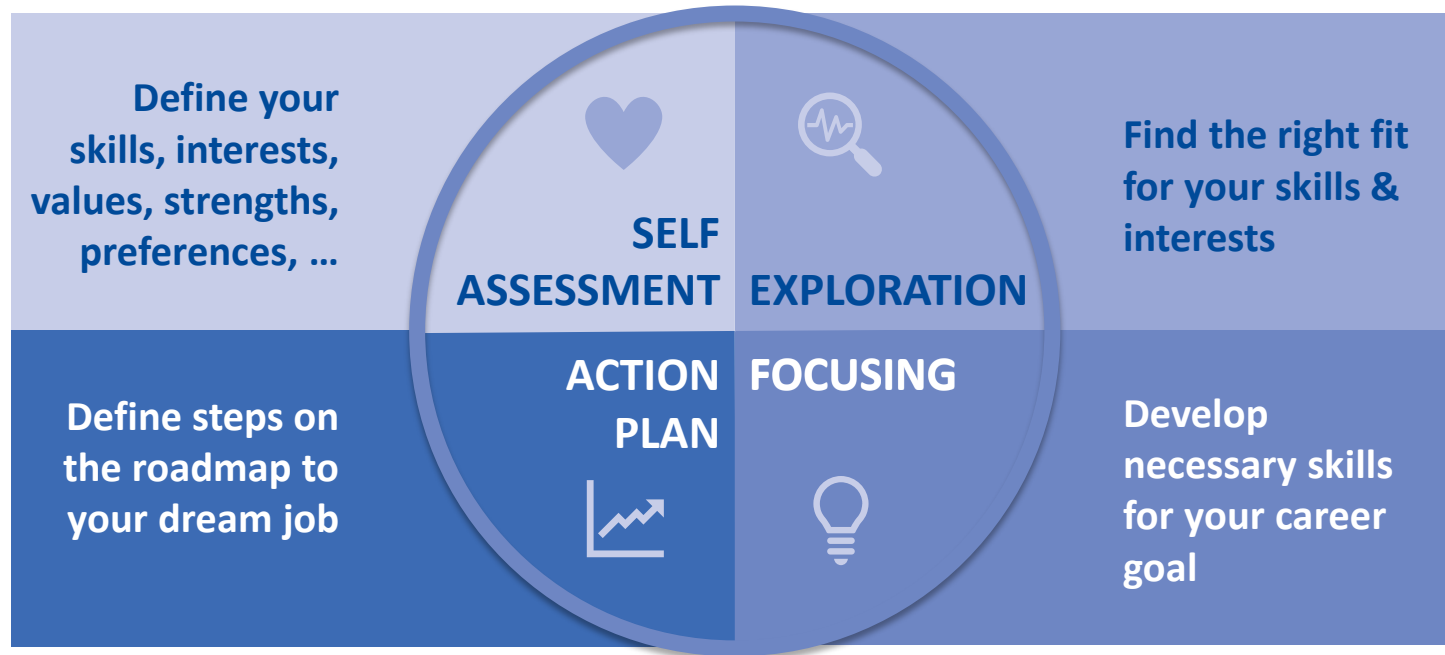 Define your
skills, interests,
values, strengths,
preferences, ...
SELF
ASSESSMENT
EXPLORATION
Find the right fit
for your skills &
interests
Define steps on
the roadmap to
your dream job
ACTION
PLAN
FOCUSING
Develop
necessary skills
for your career
goal